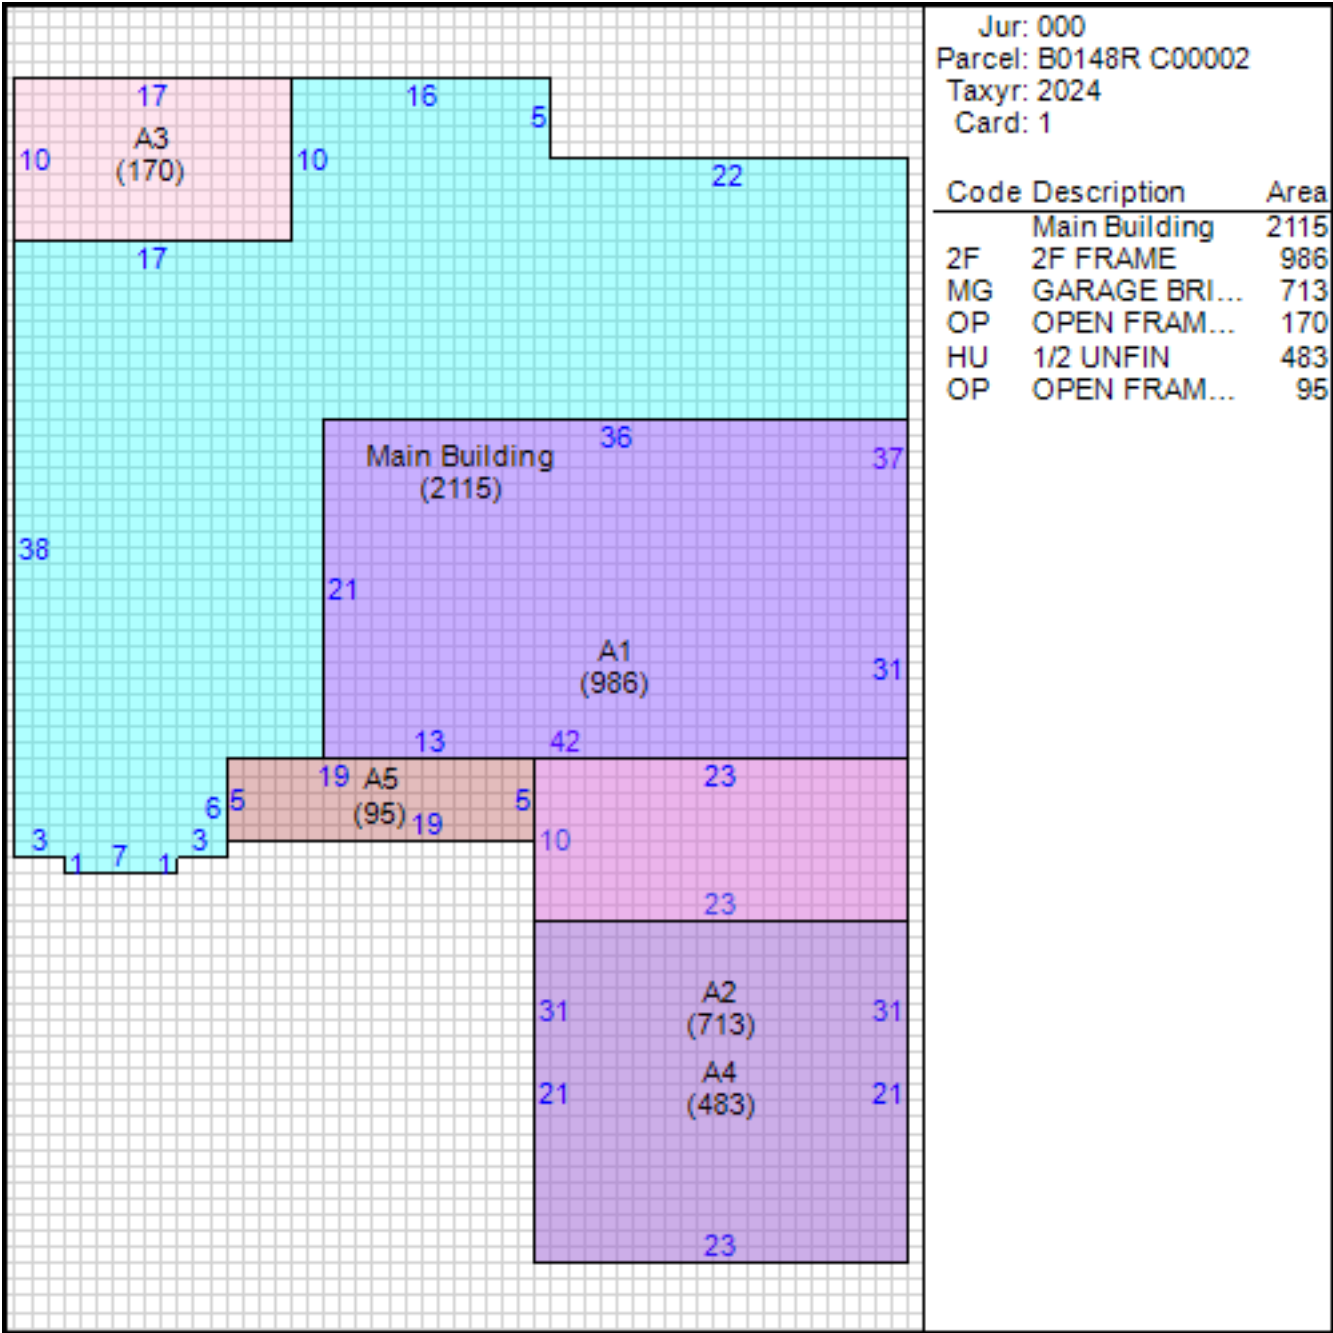 Jur: 000
Parcel: B0148R C00002
Taxyr: 2024
Card: 1
Code Description Area
Main Building 2115
2F 2F FRAME 986
MG GARAGE BRI... 713
OP OPEN FRAM... 170
HU 1/2 UNFIN 483
OP OPEN FRAM... 95
17
16
5
A3
10
(170)
10
22
17
36
Main Building
37
(2115)
38
21
A1
31
(986)
13
42
19
A5
23
6
5
(95)
19
5
3
1
7
1
3
10
23
A2
31
31
(713)
A4
21
21
(483)
23